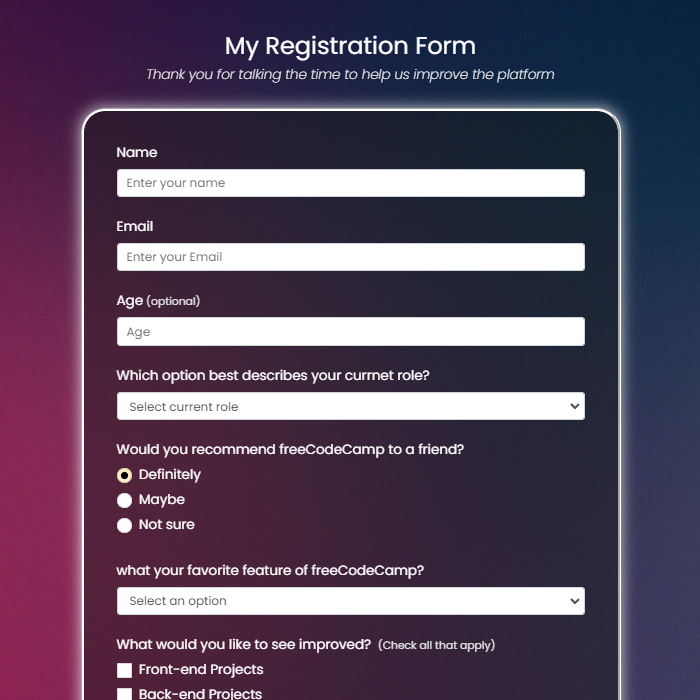 My Registration Form
Thank you for talking the time to help us improve the platform
Name
Enter your name
Email
Enter your Email
Age (optional)
Age
Which option best describes your currnet role?
Select current role
Would you recommend freeCodeCamp to a friend?
Definitely
Maybe
Not sure
what your favorite feature of freeCodeCamp?
Select an option
What would you like to see improved? (Check all that apply)
Front-end Projects
Back-end Projects